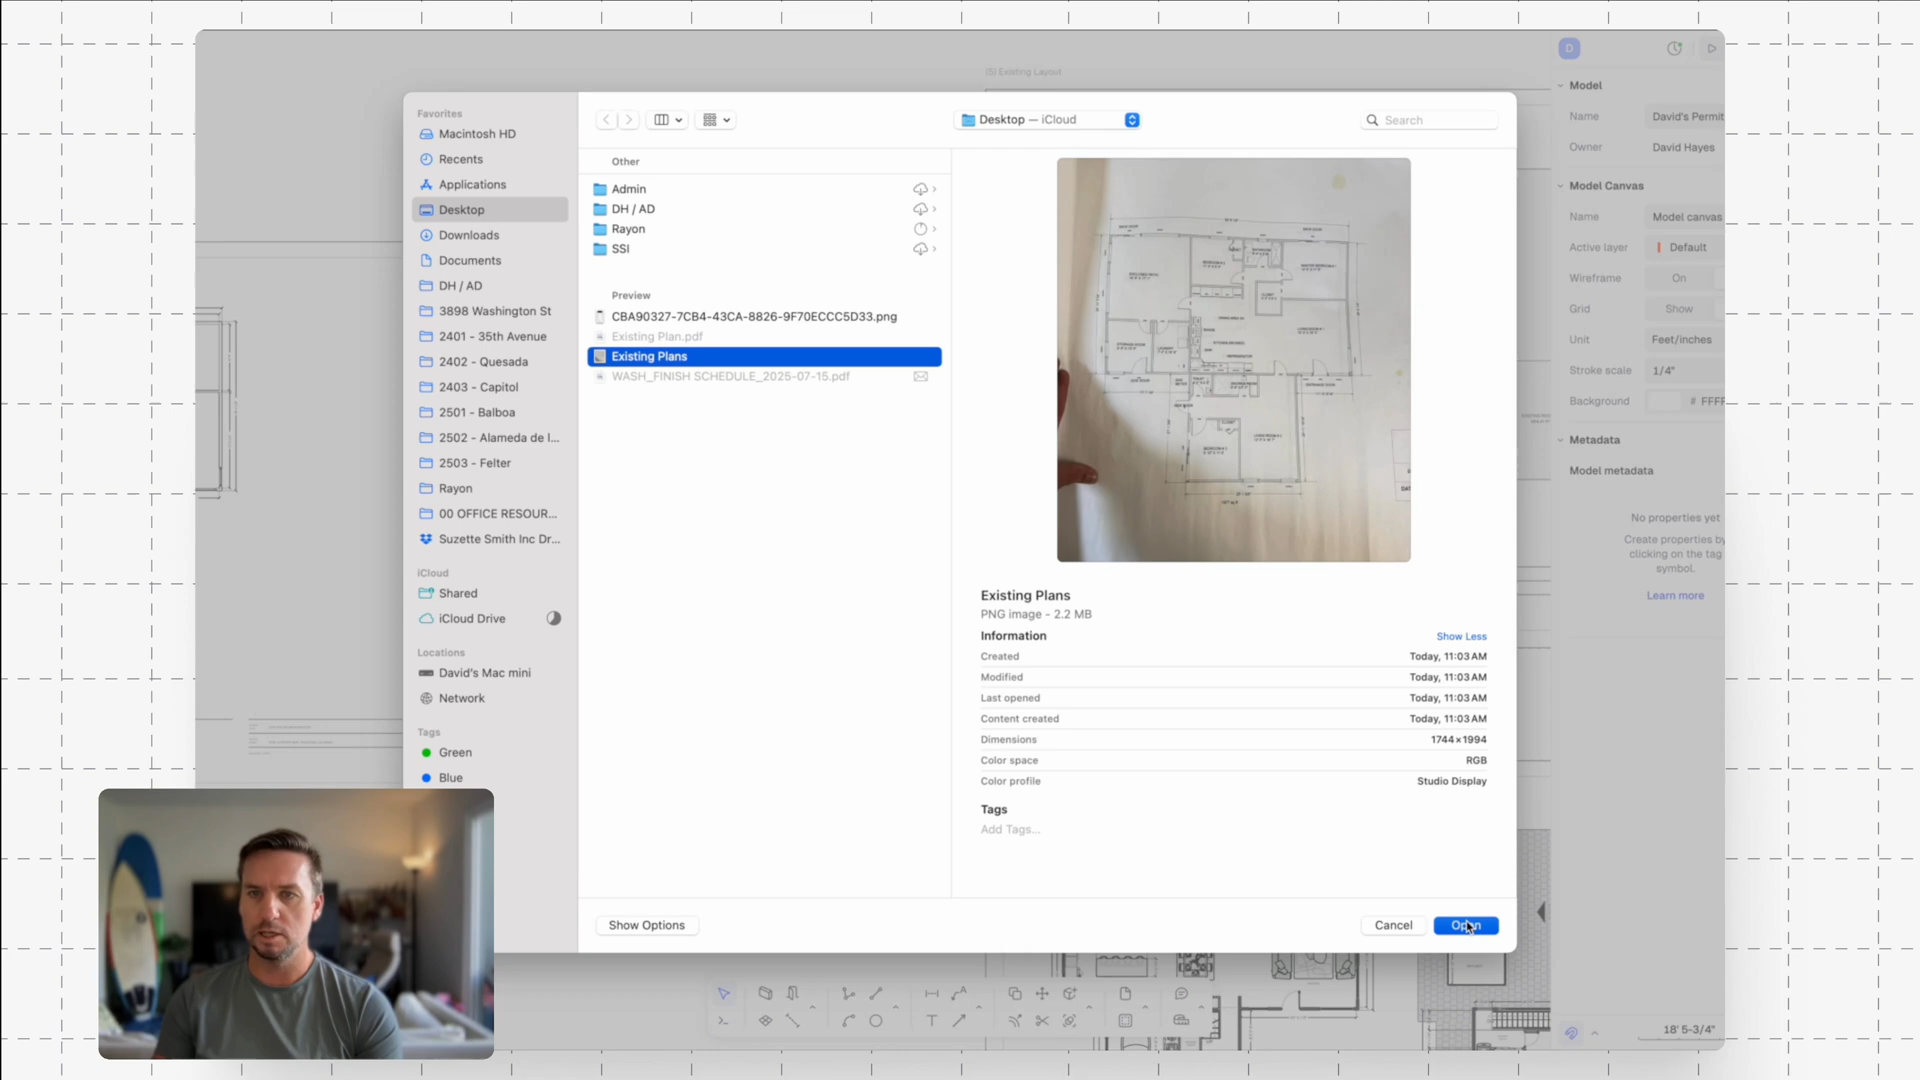 [5] Existing Layout
D
Model
Name
David's Permit
Owner
David Hayes
Model Canvas
Name
Model canvas
Active layer
Default
Wireframe
On
Grid
Show
Unit
Feet/inches
Stroke scale
1/4"
Background
# FFFF
Metadata
Model metadata
No properties yet
Create properties by
clicking on the tag
symbol.
Learn more
18' 5-3/4"
Favorites
Macintosh HD
Recents
Applications
Desktop
Downloads
Documents
DH / AD
3898 Washington St
2401 - 35th Avenue
2402 - Quesada
2403 - Capitol
2501 - Balboa
2502 - Alameda de l...
2503 - Felter
Rayon
00 OFFICE RESOUR...
Suzette Smith Inc Dr...
iCloud
Shared
iCloud Drive
Locations
David's Mac mini
Network
Tags
Green
Blue
Desktop — iCloud
Search
Other
Admin
DH / AD
Rayon
SSI
Preview
CBA90327-7CB4-43CA-8826-9F70ECCC5D33.png
Existing Plan.pdf
Existing Plans
WASH_FINISH SCHEDULE_2025-07-15.pdf
Existing Plans
PNG image - 2.2 MB
Information
Show Less
Created
Today, 11:03 AM
Modified
Today, 11:03 AM
Last opened
Today, 11:03 AM
Content created
Today, 11:03 AM
Dimensions
1744×1994
Color space
RGB
Color profile
Studio Display
Tags
Add Tags...
Show Options
Cancel
Open